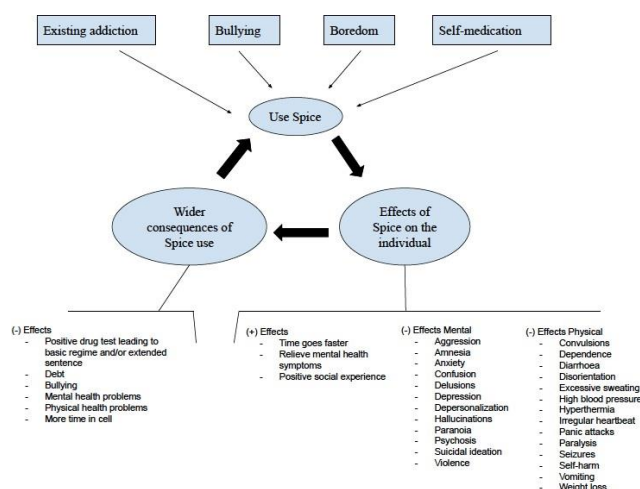 Existing addiction
Bullying
Boredom
Self-medication
Use Spice
Wider
consequences of
Spice use
Effects of
Spice on the
individual
(-) Effects
- Positive drug test leading to
basic regime and/or extended
sentence
- Debt
- Bullying
- Mental health problems
- Physical health problems
- More time in cell
(+) Effects
- Time goes faster
- Relieve mental health
symptoms
- Positive social experience
(-) Effects Mental
- Aggression
- Amnesia
- Anxiety
- Confusion
- Delusions
- Depression
- Depersonalization
- Hallucinations
- Paranoia
- Psychosis
- Suicidal ideation
- Violence
(-) Effects Physical
- Convulsions
- Dependence
- Diarrhoea
- Disorientation
- Excessive sweating
- High blood pressure
- Hyperthermia
- Irregular heartbeat
- Panic attacks
- Paralysis
- Seizures
- Self-harm
- Vomiting
- Weight loss